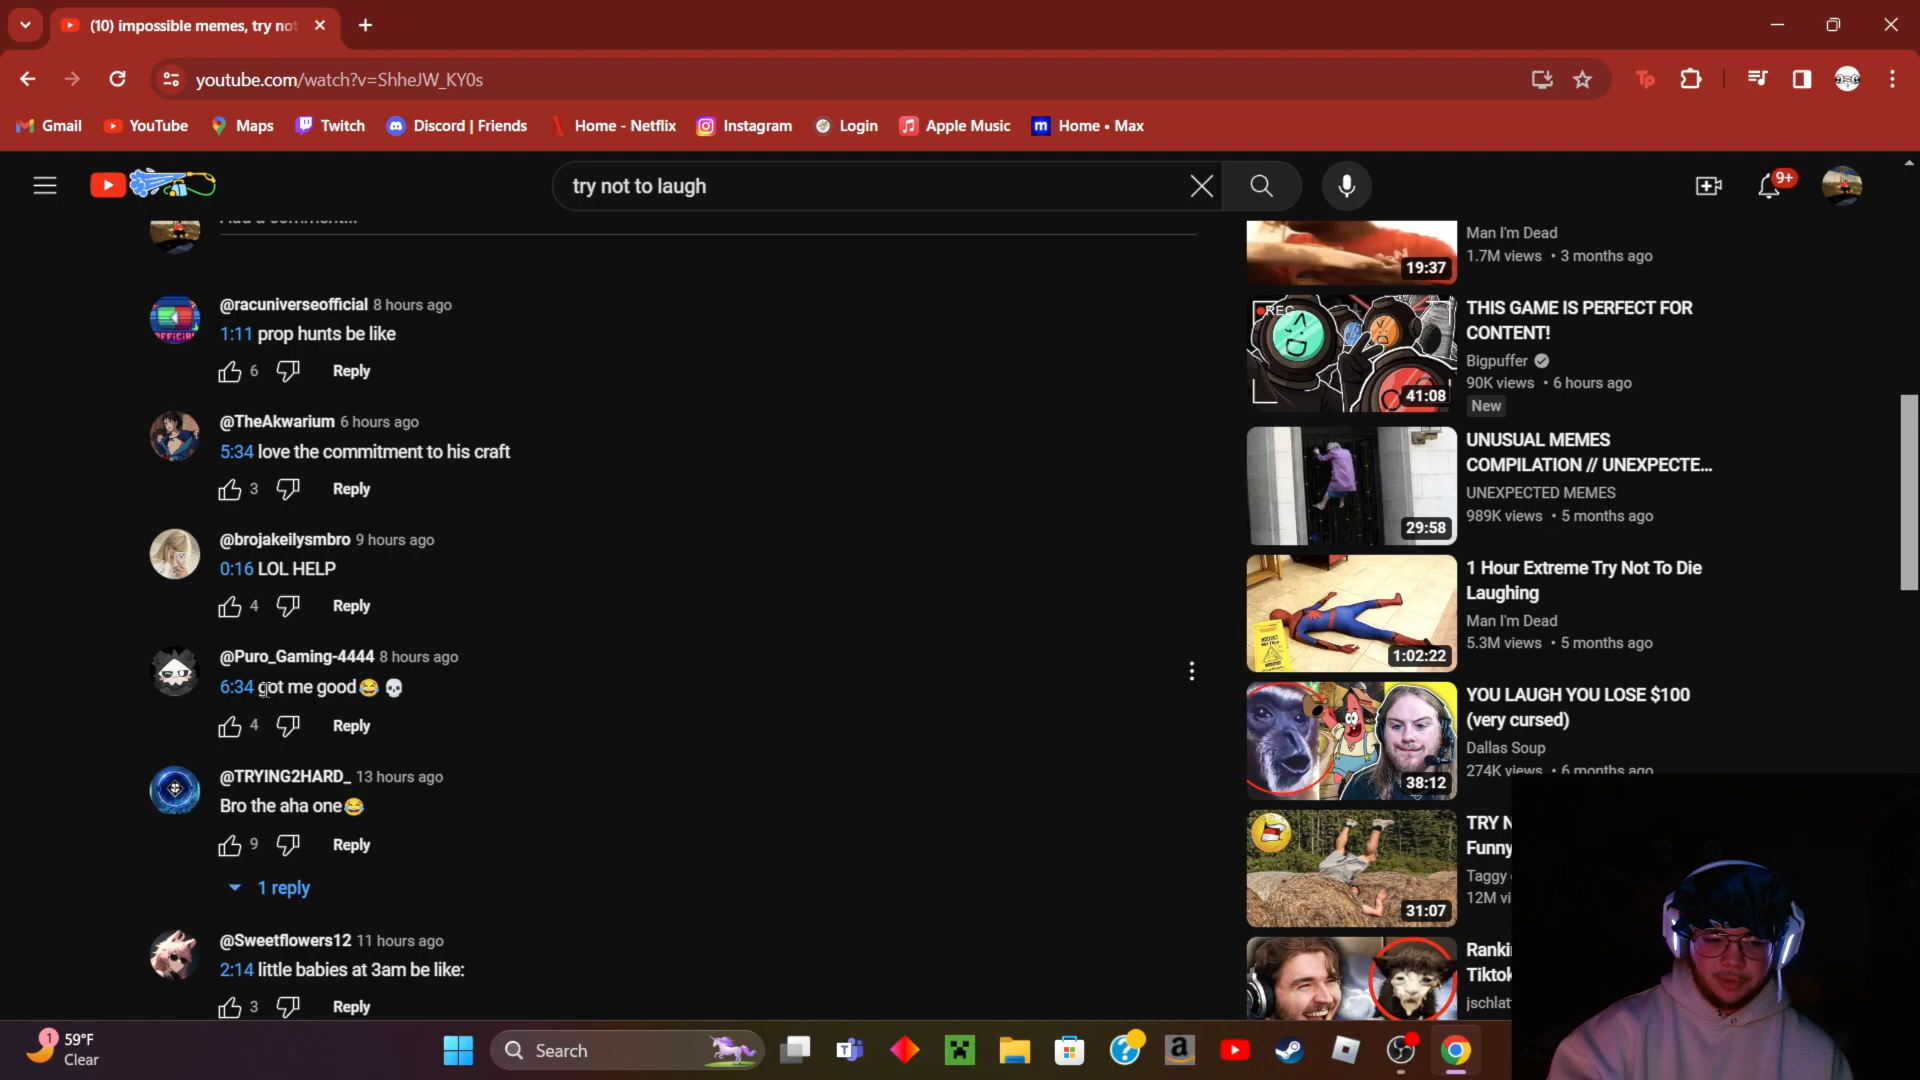 (10) impossible memes, try not
youtube.com/watch?v=ShheJW_KY0s
Tp
Gmail YouTube Maps Twitch Discord | Friends Home - Netflix Instagram Login Apple Music m Home • Max
try not to laugh
9+
@racuniverseofficial 8 hours ago
1:11 prop hunts be like
6 Reply
@TheAkwarium 6 hours ago
5:34 love the commitment to his craft
3 Reply
@brojakeilysmbro 9 hours ago
0:16 LOL HELP
4 Reply
@Puro_Gaming-4444 8 hours ago
6:34 got me good😂💀
4 Reply
@TRYING2HARD_ 13 hours ago
Bro the aha one😂
9 Reply
1 reply
@Sweetflowers12 11 hours ago
2:14 little babies at 3am be like:
3 Reply
19:37
Man I'm Dead
1.7M views • 3 months ago
REC
41:08
THIS GAME IS PERFECT FOR
CONTENT!
Bigpuffer
90K views • 6 hours ago
New
29:58
UNUSUAL MEMES
COMPILATION // UNEXPECTE...
UNEXPECTED MEMES
989K views • 5 months ago
1:02:22
1 Hour Extreme Try Not To Die
Laughing
Man I'm Dead
5.3M views • 5 months ago
38:12
YOU LAUGH YOU LOSE $100
(very cursed)
Dallas Soup
274K views • 6 months ago
31:07
TRY N
Funny
Taggy
12M vi
Ranki
Tiktok
jschlat
1
59°F
Clear
Search